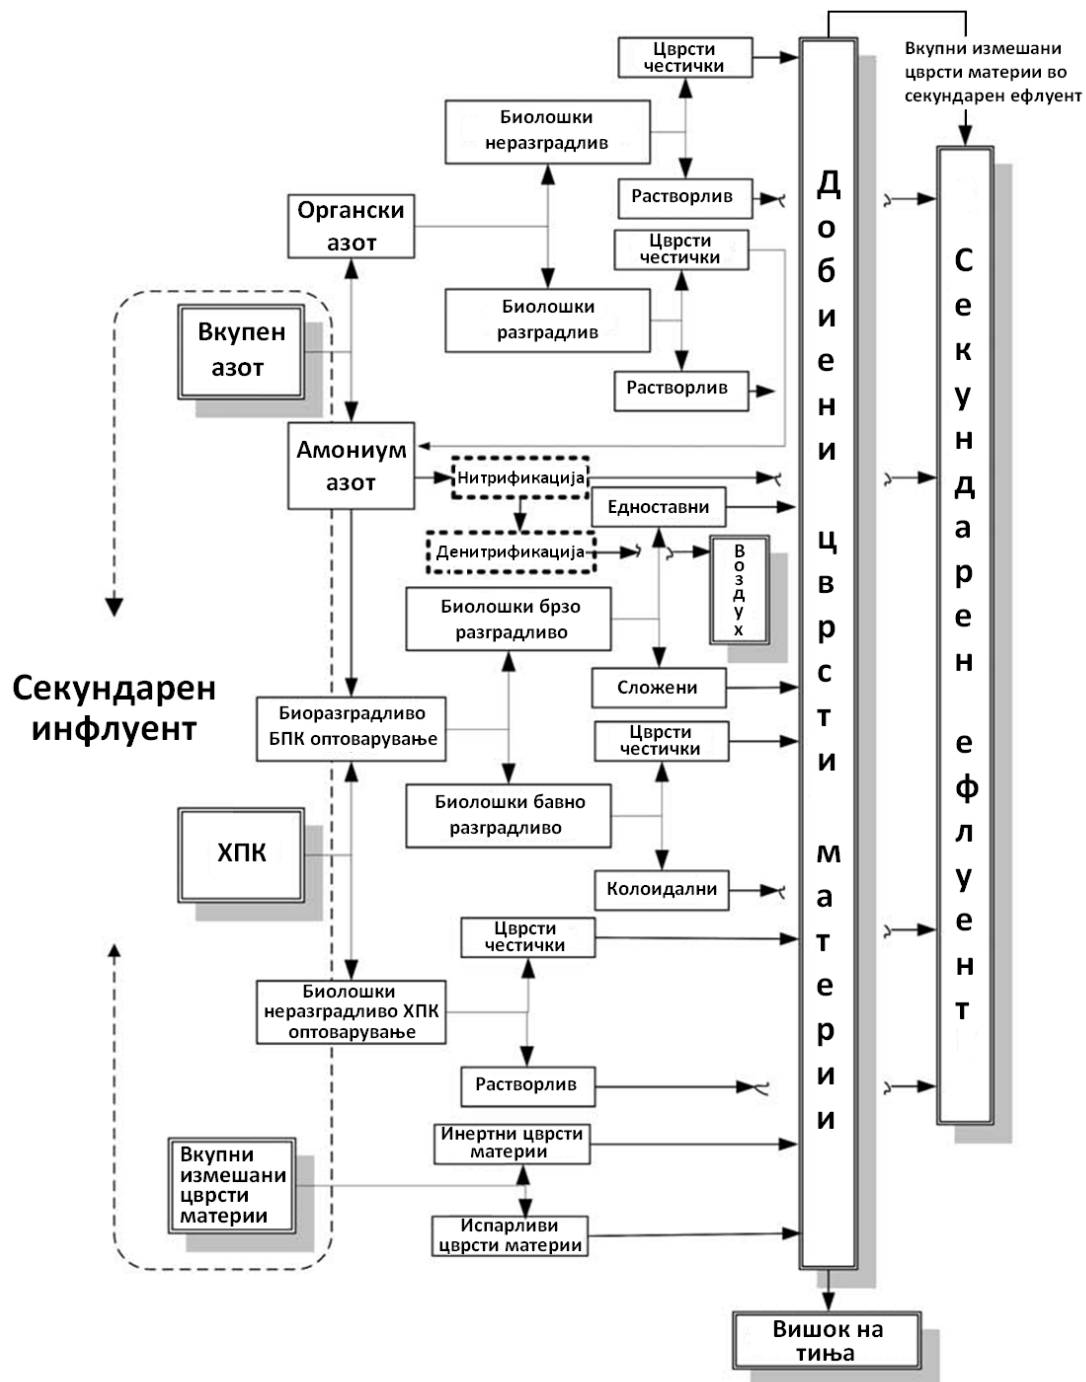 Вкупни измешани
цврсти материи во
секундарен ефлуент
Цврсти
честички
Биолошки
неразградлив
Растворлив
Органски
азот
Цврсти
честички
Биолошки
разградлив
Растворлив
Вкупен
азот
Амониум
азот
Нитрификација
Денитрификација
Едноставни
Воздух
Биолошки брзо
разградливо
Сложени
Секундарен
инфлуент
Биоразградливо
БПК оптоварување
Цврсти
честички
Биолошки бавно
разградливо
Колоидални
ХПК
Цврсти
честички
Биолошки
неразградливо ХПК
оптоварување
Растворлив
Инертни цврсти
материи
Вкупни
измешани
цврсти
материи
Испарливи
цврсти материи
Добиени цврсти материи
Секундарен ефлуент
Вишок на
тиња